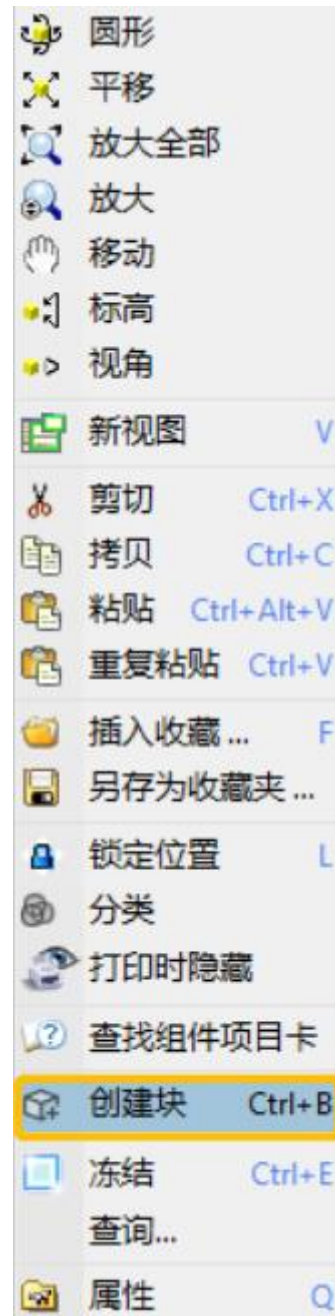 圆形
平移
放大全部
放大
移动
标高
视角
新视图 V
剪切 Ctrl+X
拷贝 Ctrl+C
粘贴 Ctrl+Alt+V
重复粘贴 Ctrl+V
插入收藏 ... F
另存为收藏夹 ...
锁定位置 L
分类
打印时隐藏
查找组件项目卡
创建块 Ctrl+B
冻结 Ctrl+E
查询...
属性 Q